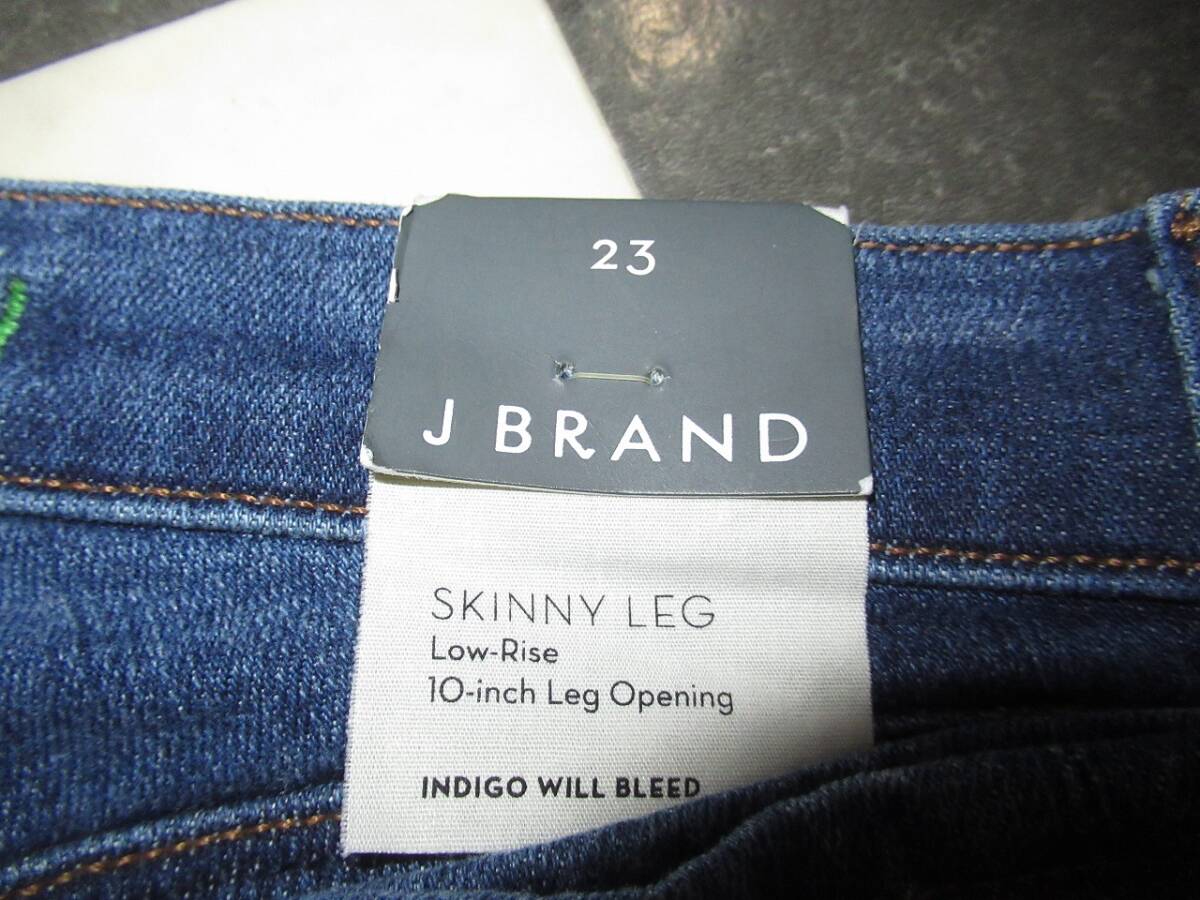 23
J BRAND
SKINNY LEG
Low-Rise
10-inch Leg Opening
INDIGO WILL BLEED